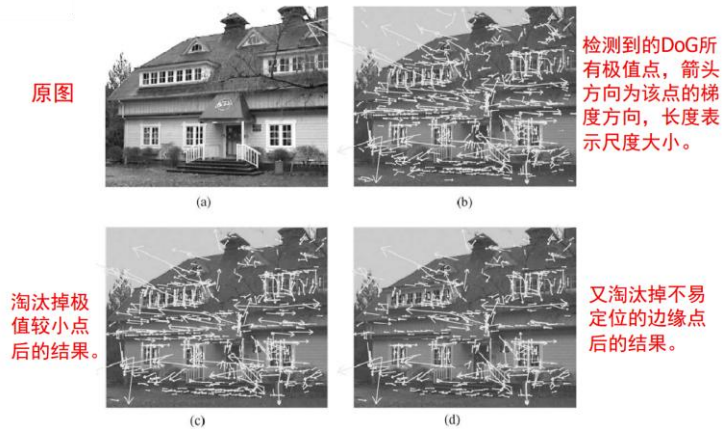 原图
检测到的DoG所
有极值点，箭头
方向为该点的梯
度方向，长度表
示尺度大小。
(a)
(b)
淘汰掉极
值较小点
后的结果。
又淘汰掉不易
定位的边缘点
后的结果。
(c)
(d)